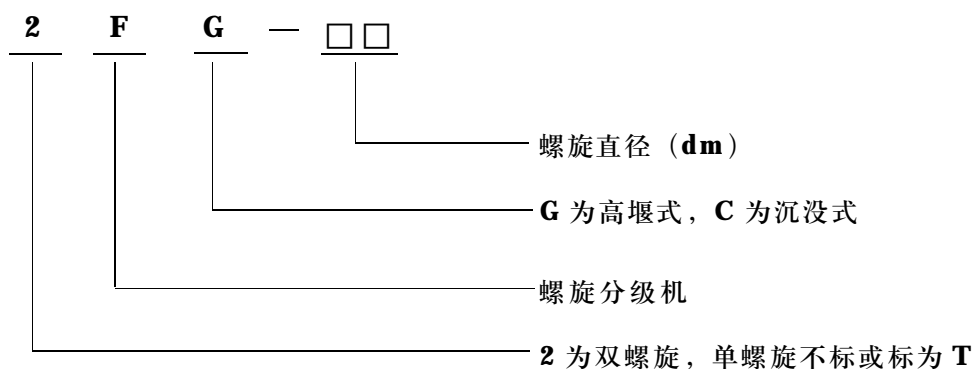 2 F G — □□
螺旋直径（dm）
G 为高堰式，C 为沉没式
螺旋分级机
2 为双螺旋，单螺旋不标或标为 T